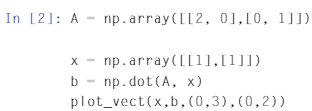 In [2]: A = np.array([[2, 0],[0, 1]])
x = np.array([[1],[1]])
b = np.dot(A, x)
plot_vect(x,b,(0,3),(0,2))